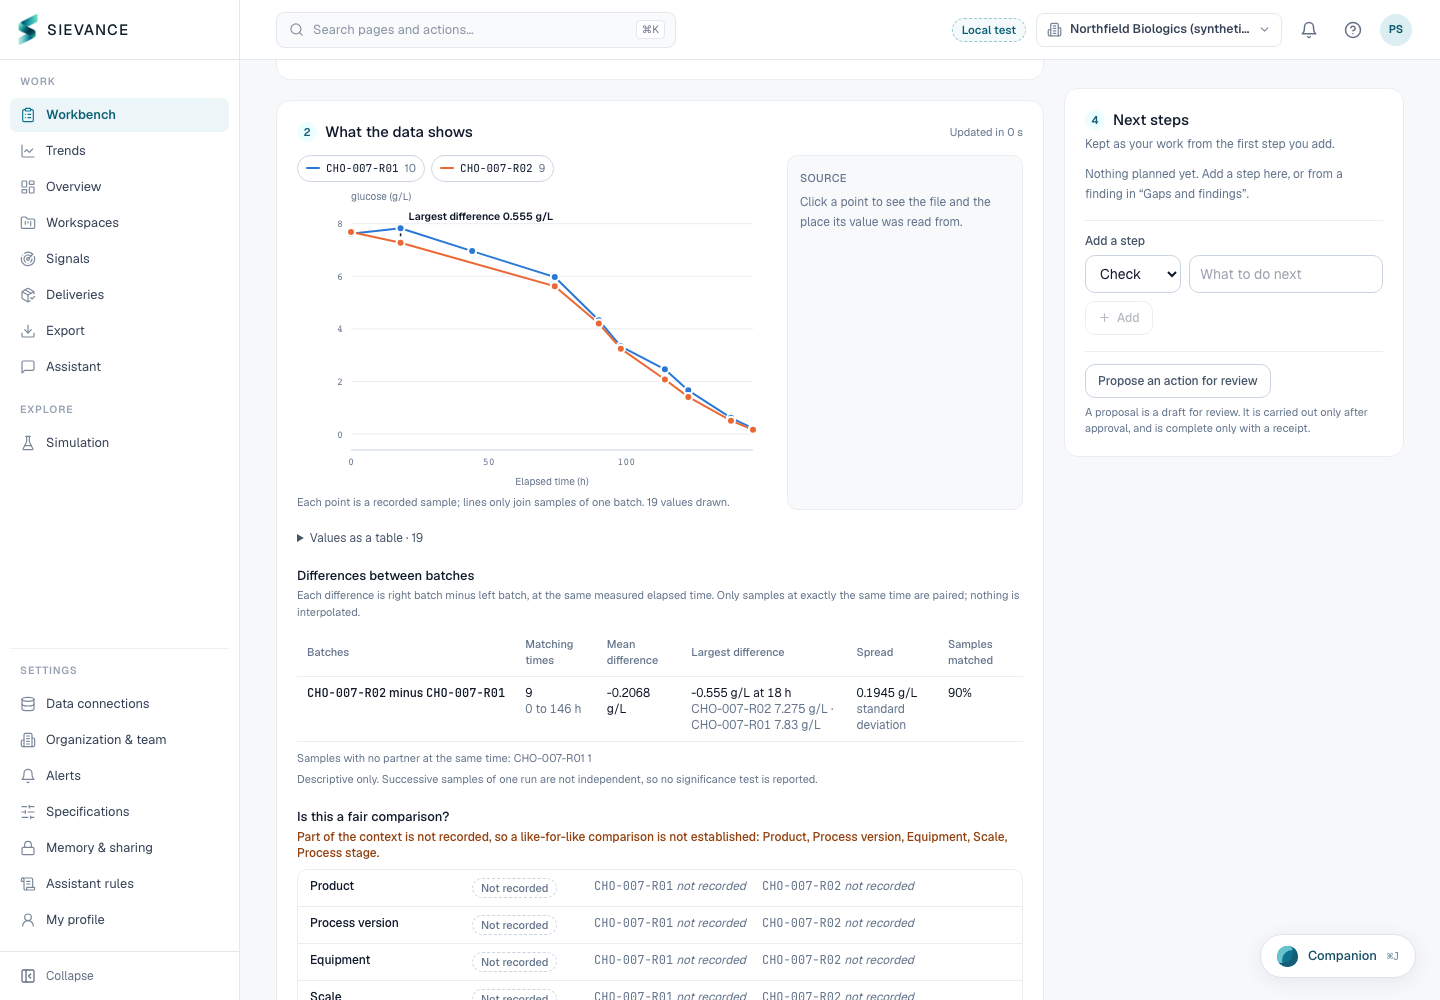 SIEVANCE
Search pages and actions...
⌘K
Local test
Northfield Biologics (syntheti...
PS
WORK
Workbench
Trends
Overview
Workspaces
Signals
Deliveries
Export
Assistant
EXPLORE
Simulation
SETTINGS
Data connections
Organization & team
Alerts
Specifications
Memory & sharing
Assistant rules
My profile
Collapse
2 What the data shows
Updated in 0 s
CHO-007-R01 10
CHO-007-R02 9
glucose (g/L)
Largest difference 0.555 g/L
8
6
4
2
0
0 50 100
Elapsed time (h)
Each point is a recorded sample; lines only join samples of one batch. 19 values drawn.
SOURCE
Click a point to see the file and the
place its value was read from.
Values as a table · 19
Differences between batches
Each difference is right batch minus left batch, at the same measured elapsed time. Only samples at exactly the same time are paired; nothing is
interpolated.
Batches
Matching
times
Mean
difference
Largest difference
Spread
Samples
matched
CHO-007-R02 minus CHO-007-R01
9
0 to 146 h
-0.2068
g/L
-0.555 g/L at 18 h
CHO-007-R02 7.275 g/L ·
CHO-007-R01 7.83 g/L
0.1945 g/L
standard
deviation
90%
Samples with no partner at the same time: CHO-007-R01 1
Descriptive only. Successive samples of one run are not independent, so no significance test is reported.
Is this a fair comparison?
Part of the context is not recorded, so a like-for-like comparison is not established: Product, Process version, Equipment, Scale,
Process stage.
Product Not recorded CHO-007-R01 not recorded CHO-007-R02 not recorded
Process version Not recorded CHO-007-R01 not recorded CHO-007-R02 not recorded
Equipment Not recorded CHO-007-R01 not recorded CHO-007-R02 not recorded
Scale Not recorded CHO-007-R01 not recorded CHO-007-R02 not recorded
4 Next steps
Kept as your work from the first step you add.
Nothing planned yet. Add a step here, or from a
finding in “Gaps and findings”.
Add a step
Check
What to do next
+ Add
Propose an action for review
A proposal is a draft for review. It is carried out only after
approval, and is complete only with a receipt.
Companion ⌘J